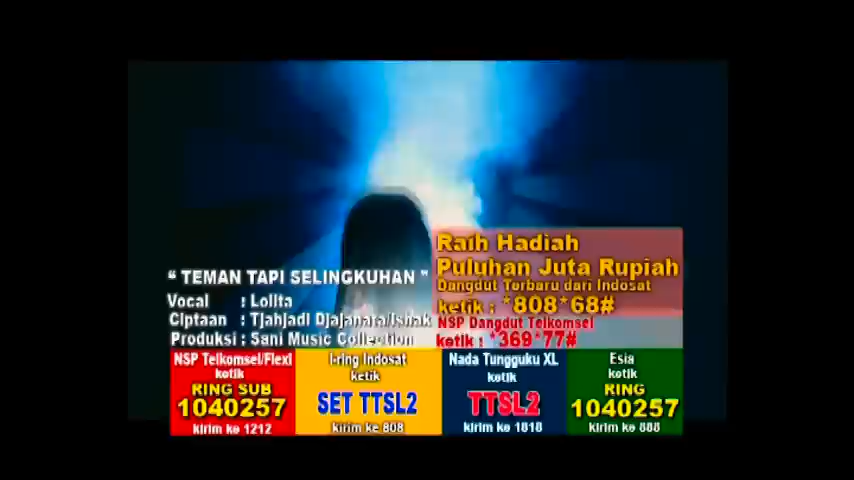 Raih Hadiah
Puluhan Juta Rupiah
Dangdut Terbaru dari Indosat
ketik : *808*68#
NSP Dangdut Telkomsel
ketik : *369*77#
“ TEMAN TAPI SELINGKUHAN ”
Vocal : Lolita
Ciptaan : Tjahjadi Djajanata/Ishak
Produksi : Sani Music Collection
NSP Telkomsel/Flexi
ketik
RING SUB
1040257
kirim ke 1212
I-ring Indosat
ketik
SET TTSL2
kirim ke 808
Nada Tungguku XL
ketik
TTSL2
kirim ke 1818
Esia
ketik
RING
1040257
kirim ke 888